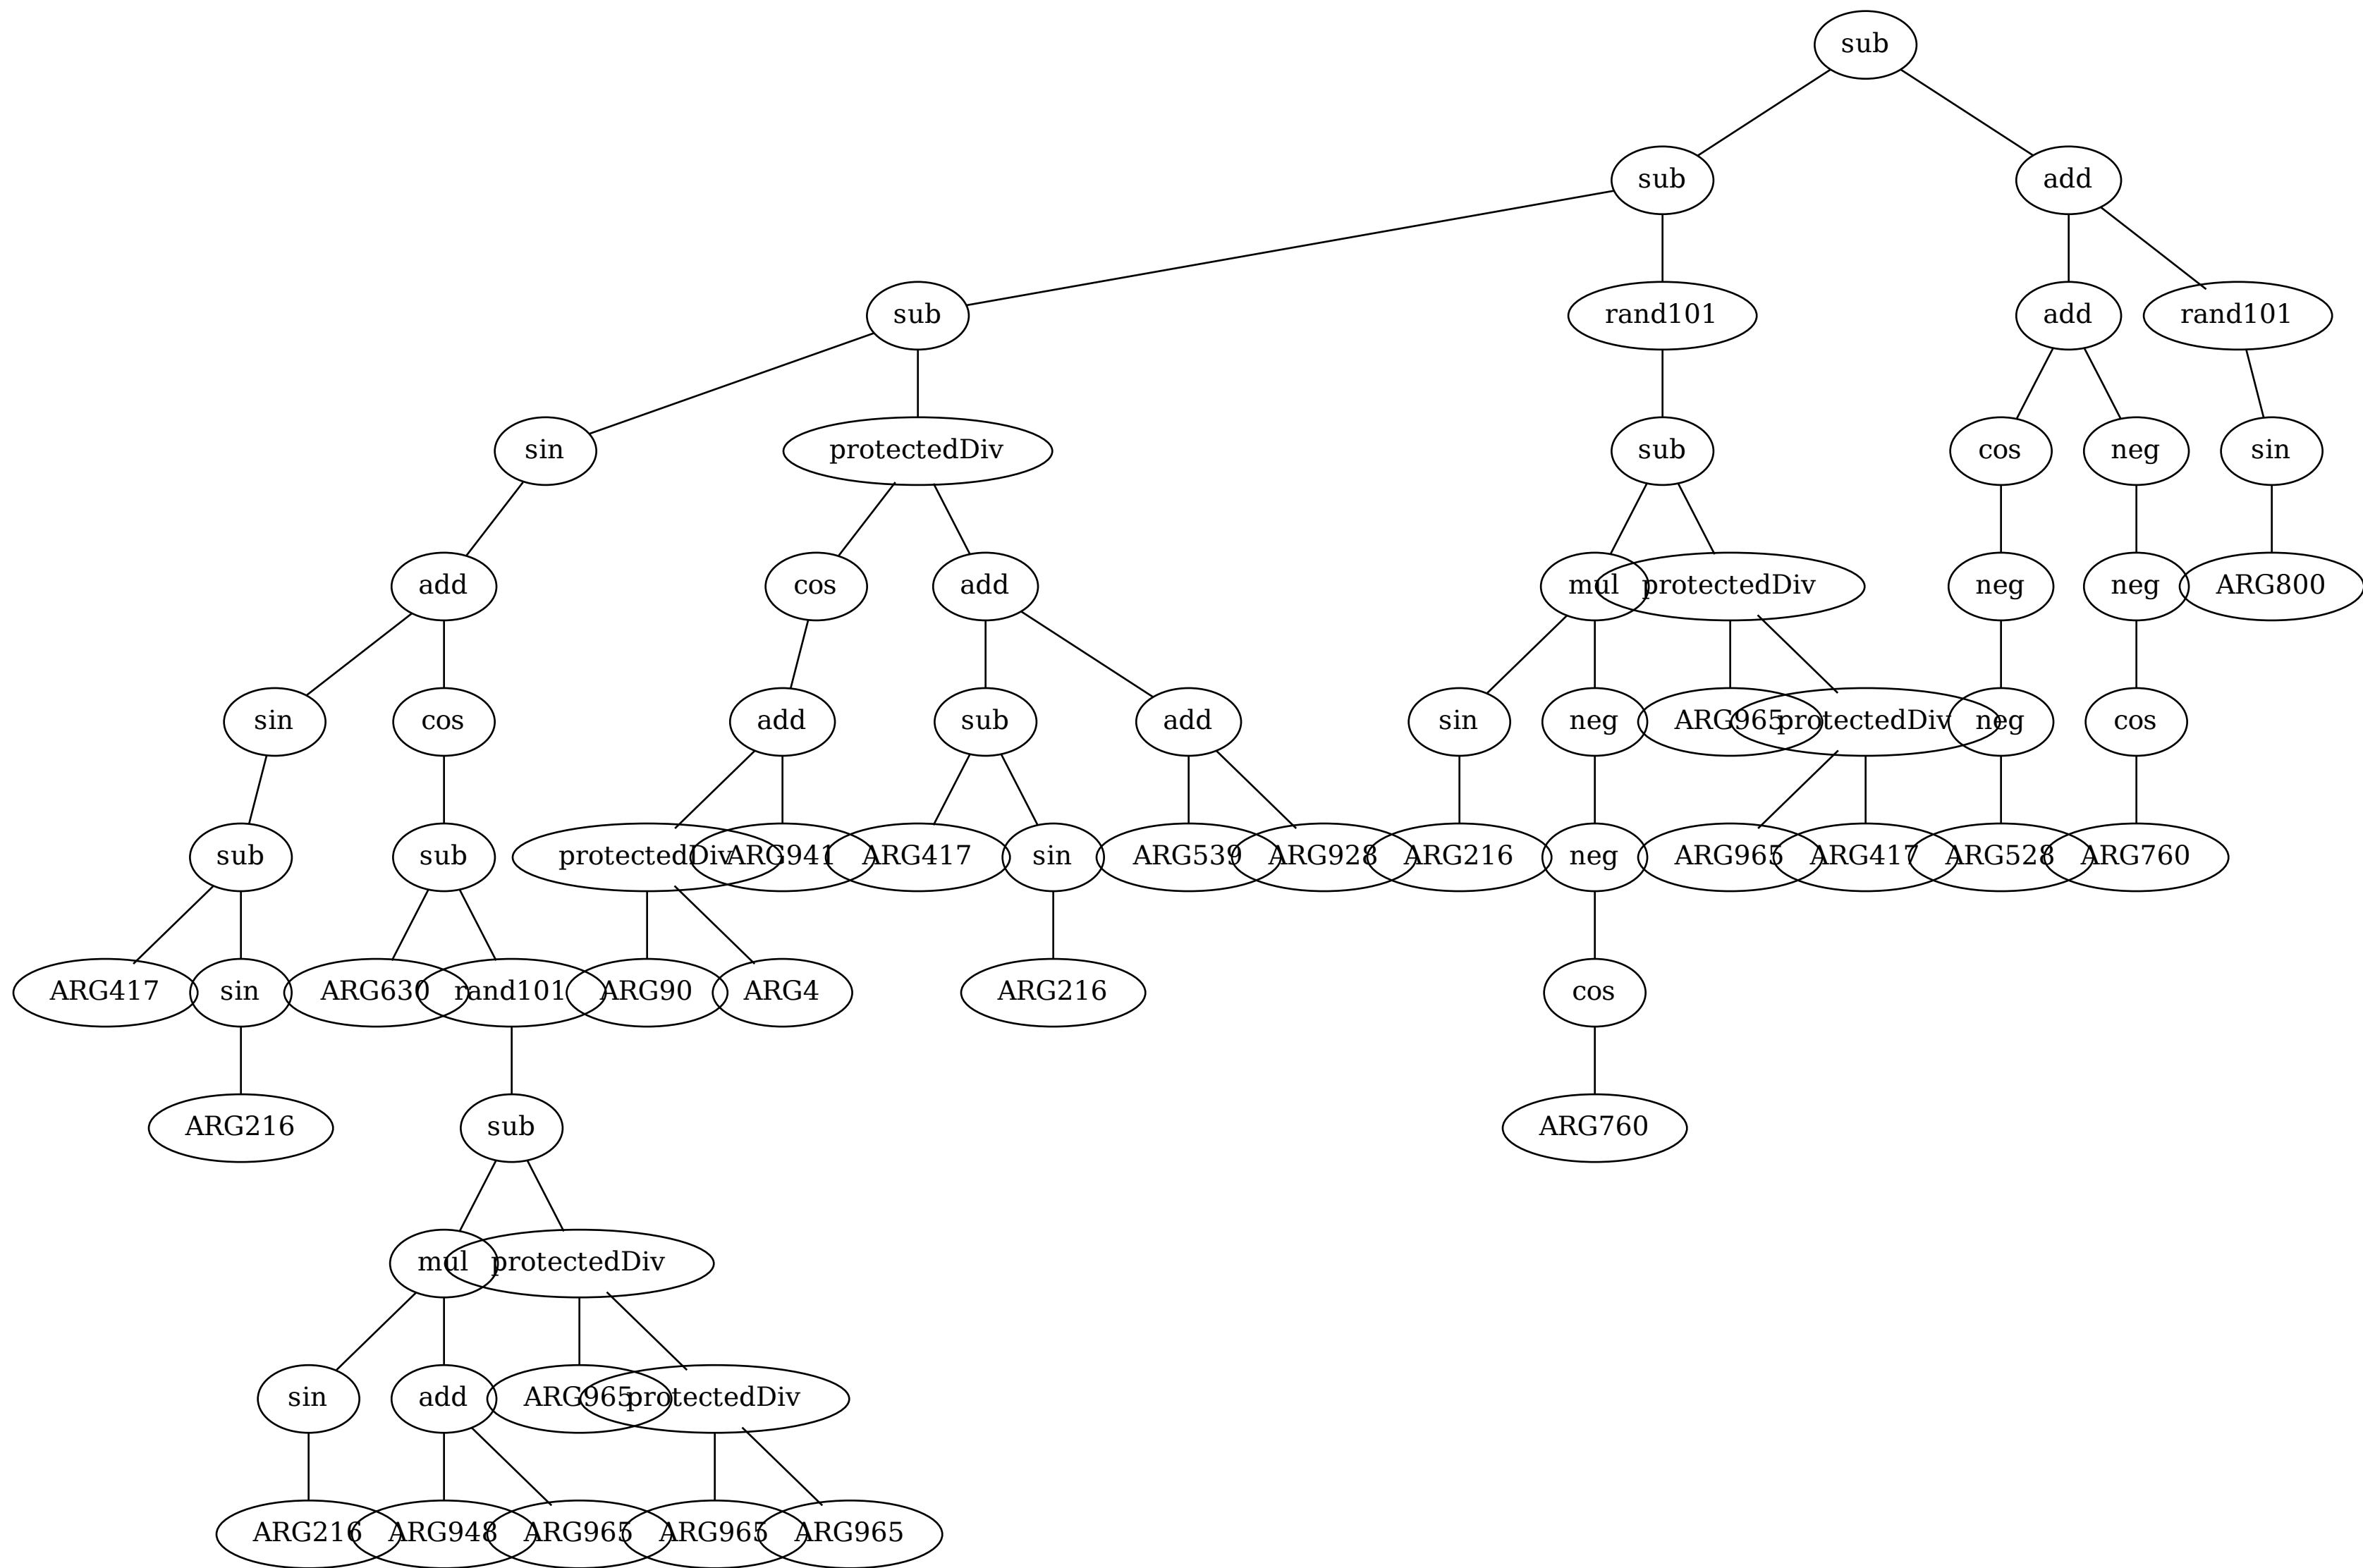 sub
sub add
sub rand101 add rand101
sin protectedDiv sub cos neg sin
add cos add mul protectedDiv neg neg ARG800
sin cos add sub add sin neg ARG965 protectedDiv neg cos
sub sub protectedDiv ARG941 ARG417 sin ARG539 ARG928 ARG216 neg ARG965 ARG417 ARG528 ARG760
ARG417 sin ARG630 rand101 ARG90 ARG4 ARG216 cos
ARG216 sub ARG760
mul protectedDiv
sin add ARG965 protectedDiv
ARG216 ARG948 ARG965 ARG965 ARG965